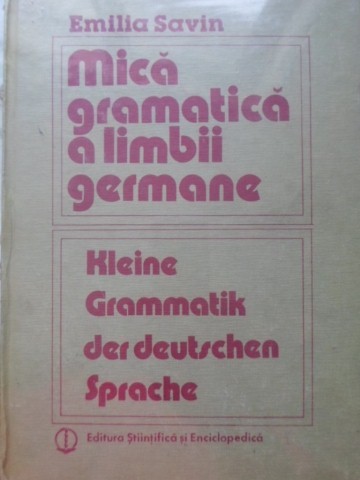 Emilia Savin
Mică
gramatică
a limbii
germane
Kleine
Grammatik
der deutschen
Sprache
Editura Științifică și Enciclopedică